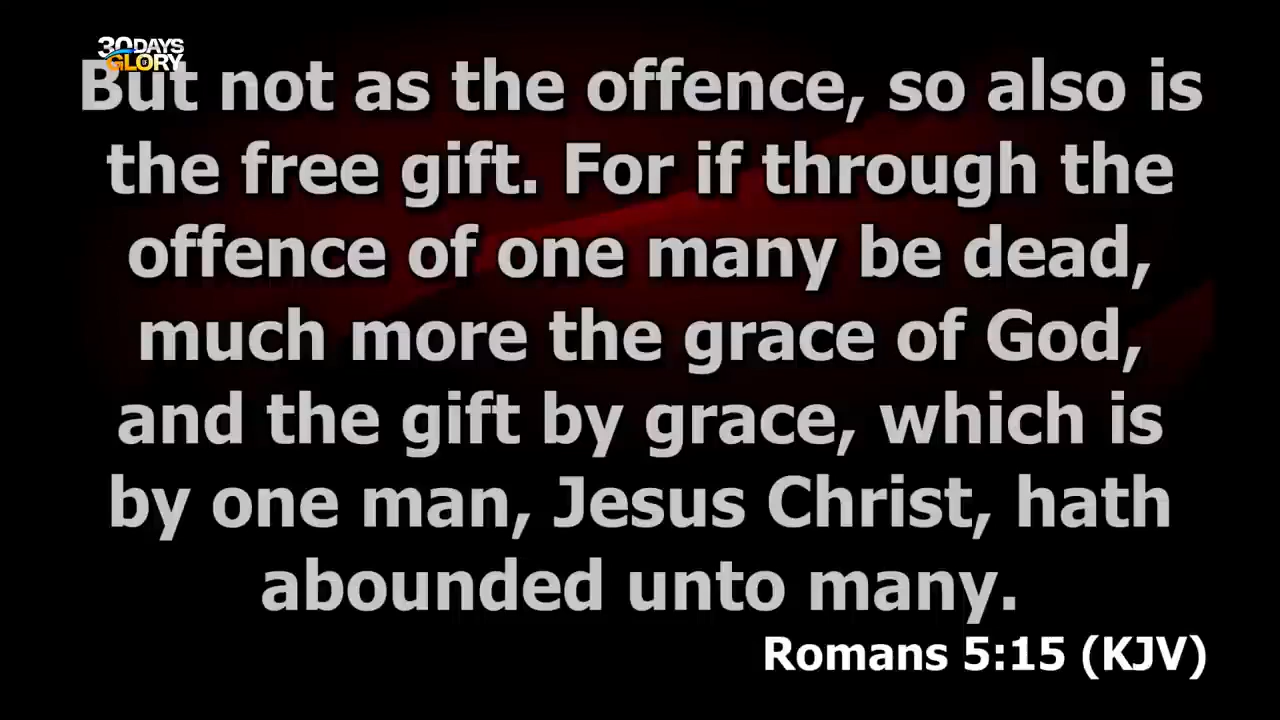 30DAYS
OF GLORY
But not as the offence, so also is
the free gift. For if through the
offence of one many be dead,
much more the grace of God,
and the gift by grace, which is
by one man, Jesus Christ, hath
abounded unto many.
Romans 5:15 (KJV)